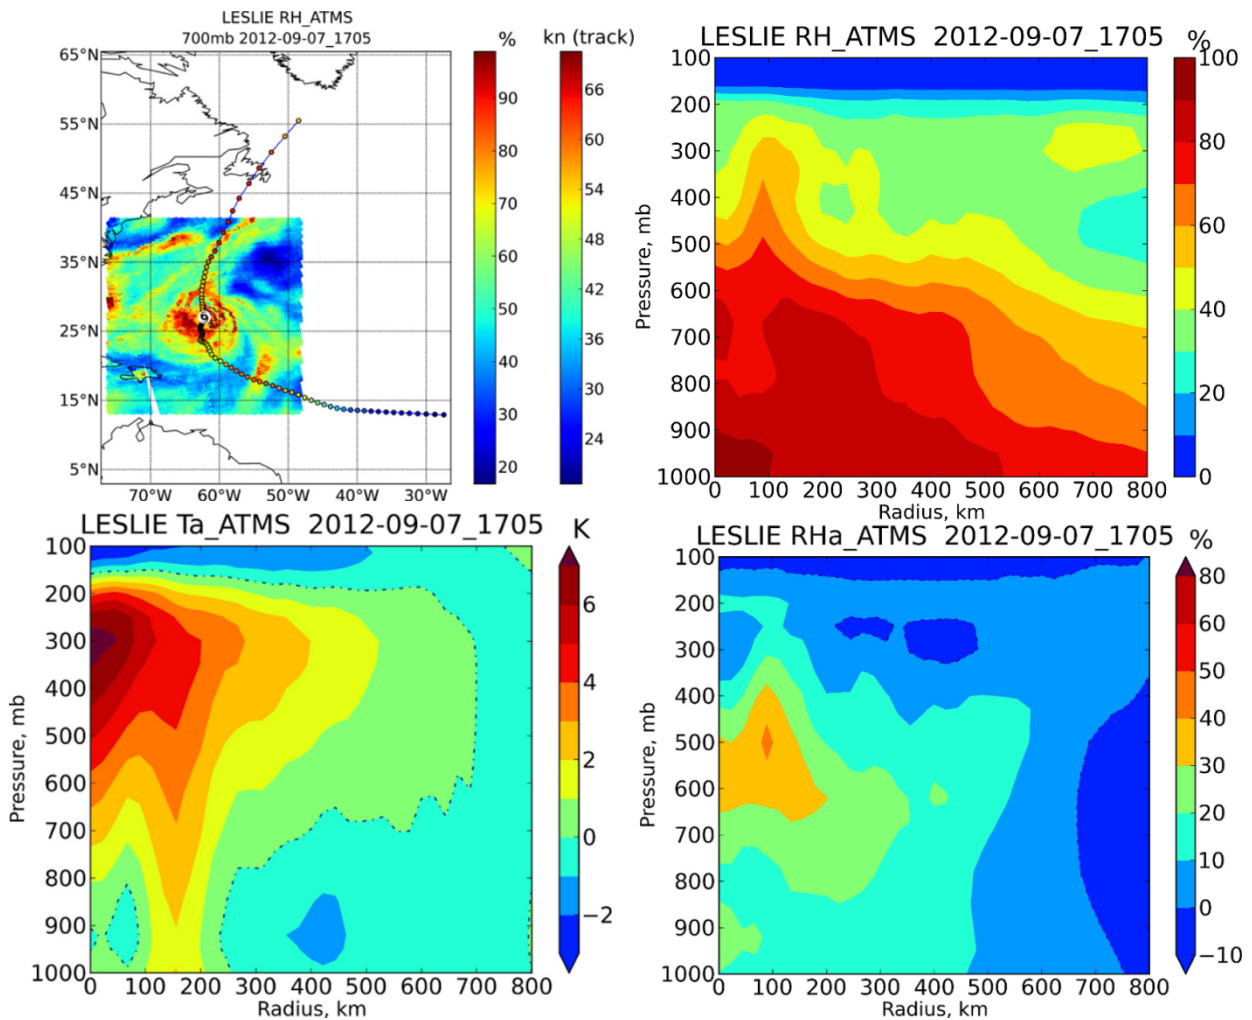 LESLIE RH_ATMS
700mb 2012-09-07_1705
% kn (track)
65°N
55°N
45°N
35°N
25°N
15°N
5°N
70°W 60°W 50°W 40°W 30°W
90
80
70
60
50
40
30
20
66
60
54
48
42
36
30
24
LESLIE RH_ATMS 2012-09-07_1705
%
Pressure, mb
100
200
300
400
500
600
700
800
900
1000
0 100 200 300 400 500 600 700 800
Radius, km
100
80
60
40
20
0
LESLIE Ta_ATMS 2012-09-07_1705
K
Pressure, mb
100
200
300
400
500
600
700
800
900
1000
0 100 200 300 400 500 600 700 800
Radius, km
6
4
2
0
−2
LESLIE RHa_ATMS 2012-09-07_1705
%
Pressure, mb
100
200
300
400
500
600
700
800
900
1000
0 100 200 300 400 500 600 700 800
Radius, km
80
60
50
40
30
20
10
0
−10